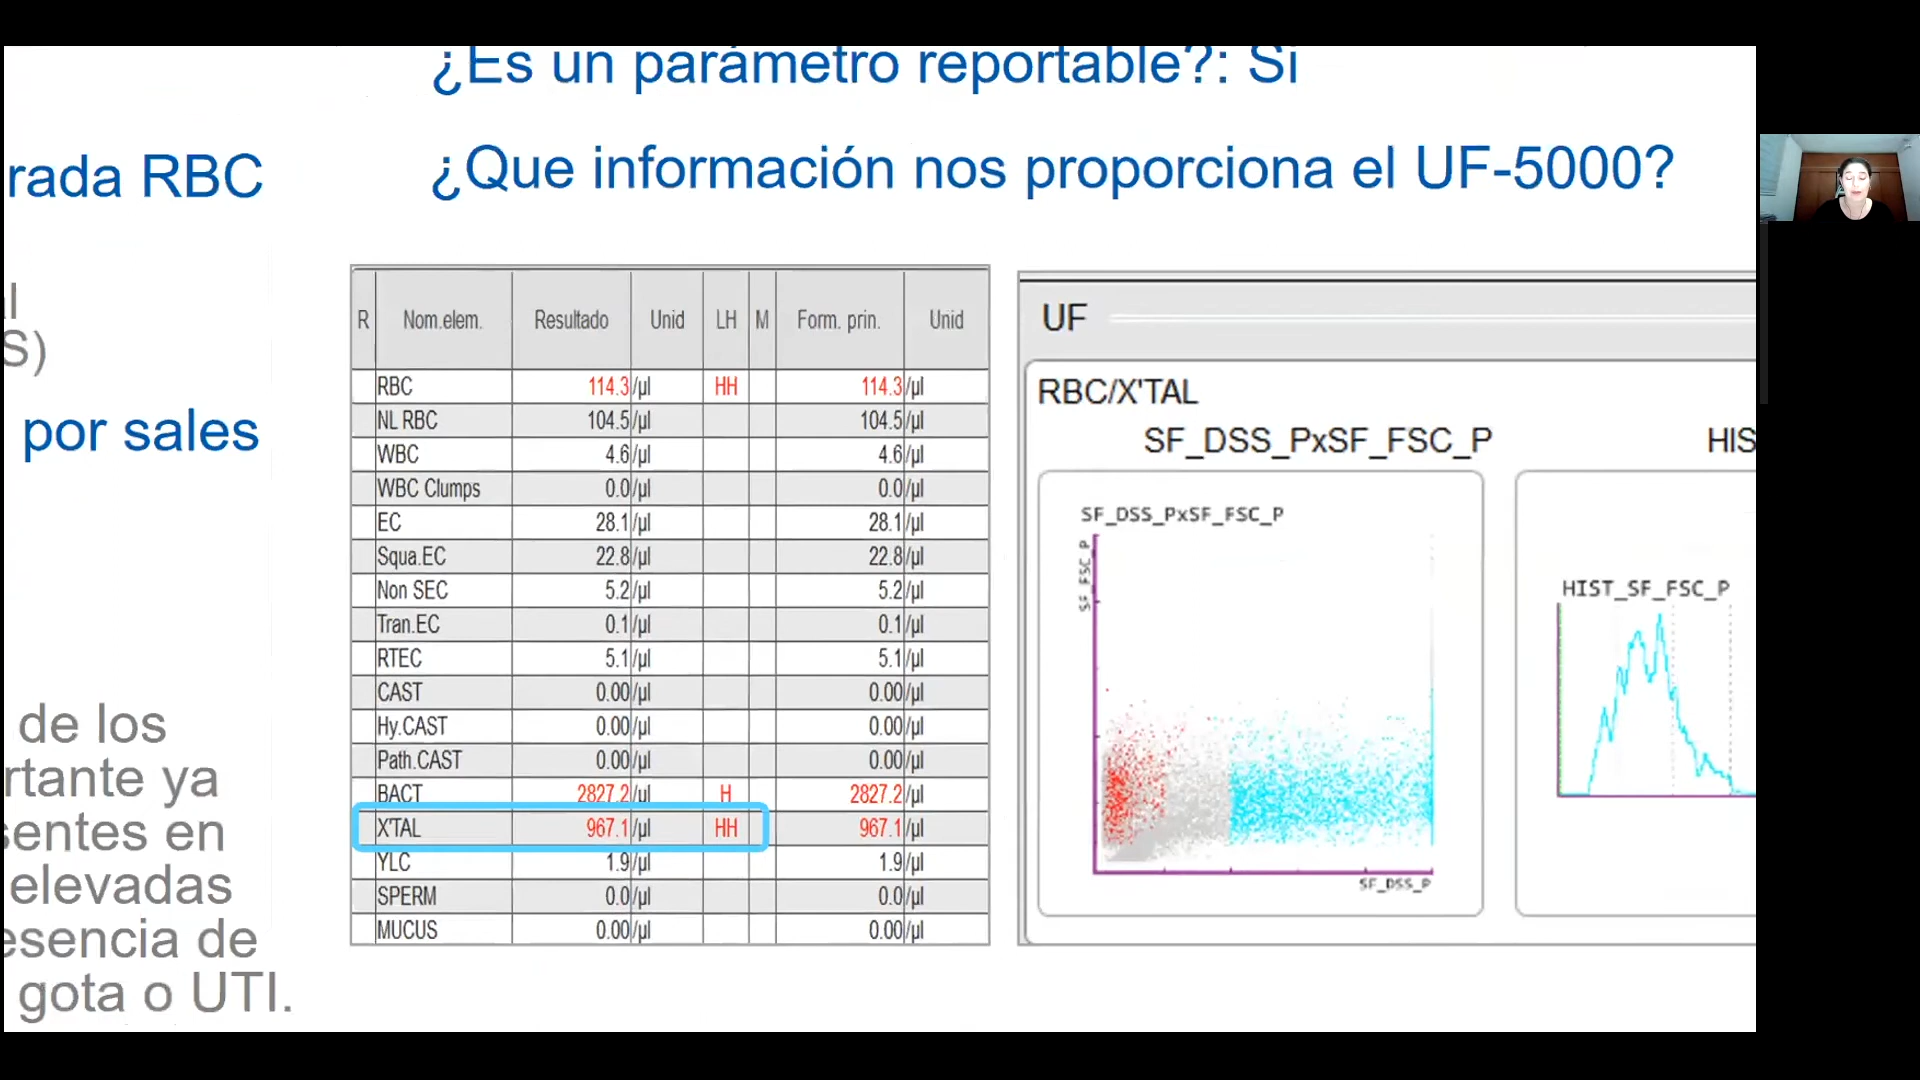 ¿Es un parámetro reportable?: Si
¿Que información nos proporciona el UF-5000?
rada RBC
S)
por sales
de los
rtante ya
sentes en
elevadas
esencia de
gota o UTI.
R Nom.elem. Resultado Unid LH M Form. prin. Unid
RBC 114.3 /µl HH 114.3 /µl
NL RBC 104.5 /µl 104.5 /µl
WBC 4.6 /µl 4.6 /µl
WBC Clumps 0.0 /µl 0.0 /µl
EC 28.1 /µl 28.1 /µl
Squa.EC 22.8 /µl 22.8 /µl
Non SEC 5.2 /µl 5.2 /µl
Tran.EC 0.1 /µl 0.1 /µl
RTEC 5.1 /µl 5.1 /µl
CAST 0.00 /µl 0.00 /µl
Hy.CAST 0.00 /µl 0.00 /µl
Path.CAST 0.00 /µl 0.00 /µl
BACT 2827.2 /µl H 2827.2 /µl
X'TAL 967.1 /µl HH 967.1 /µl
YLC 1.9 /µl 1.9 /µl
SPERM 0.0 /µl 0.0 /µl
MUCUS 0.00 /µl 0.00 /µl
UF
RBC/X'TAL
SF_DSS_PxSF_FSC_P
HIS
SF_DSS_PxSF_FSC_P
SF_FSC_P
SF_DSS_P
HIST_SF_FSC_P